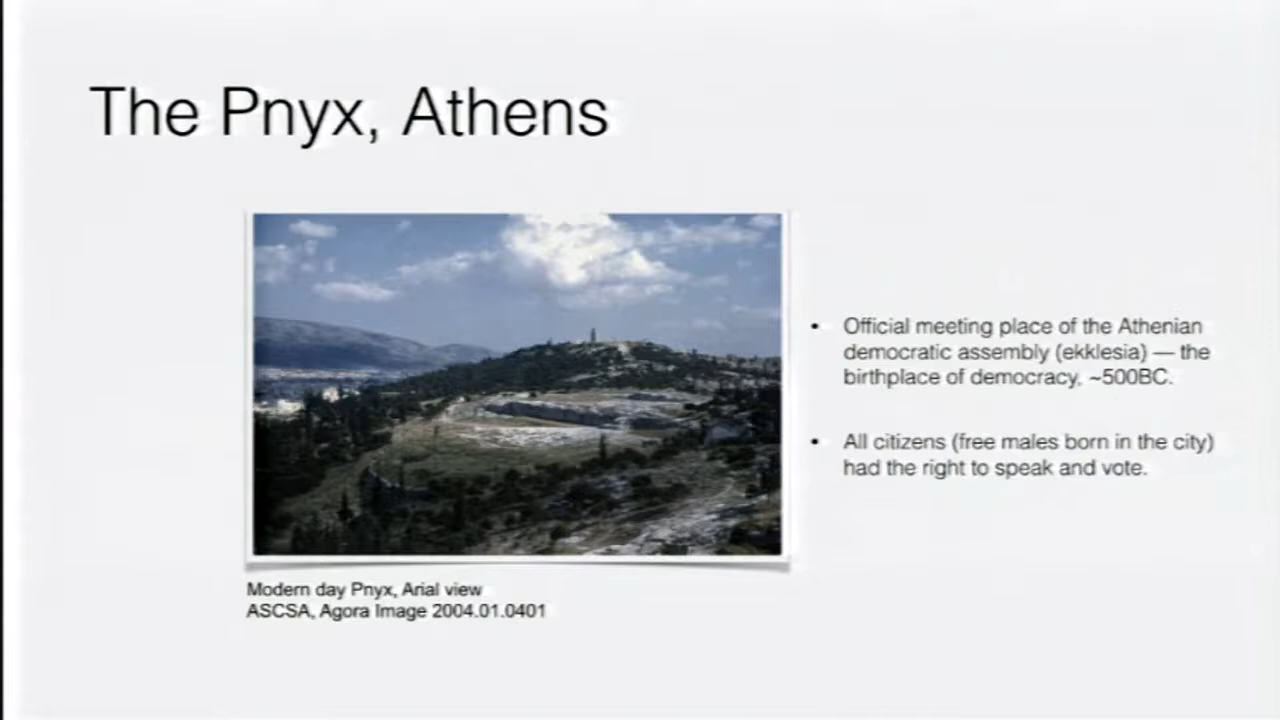 The Pnyx, Athens
• Official meeting place of the Athenian
democratic assembly (ekklesia) — the
birthplace of democracy, ~500BC.
• All citizens (free males born in the city)
had the right to speak and vote.
Modern day Pnyx, Arial view
ASCSA, Agora Image 2004.01.0401